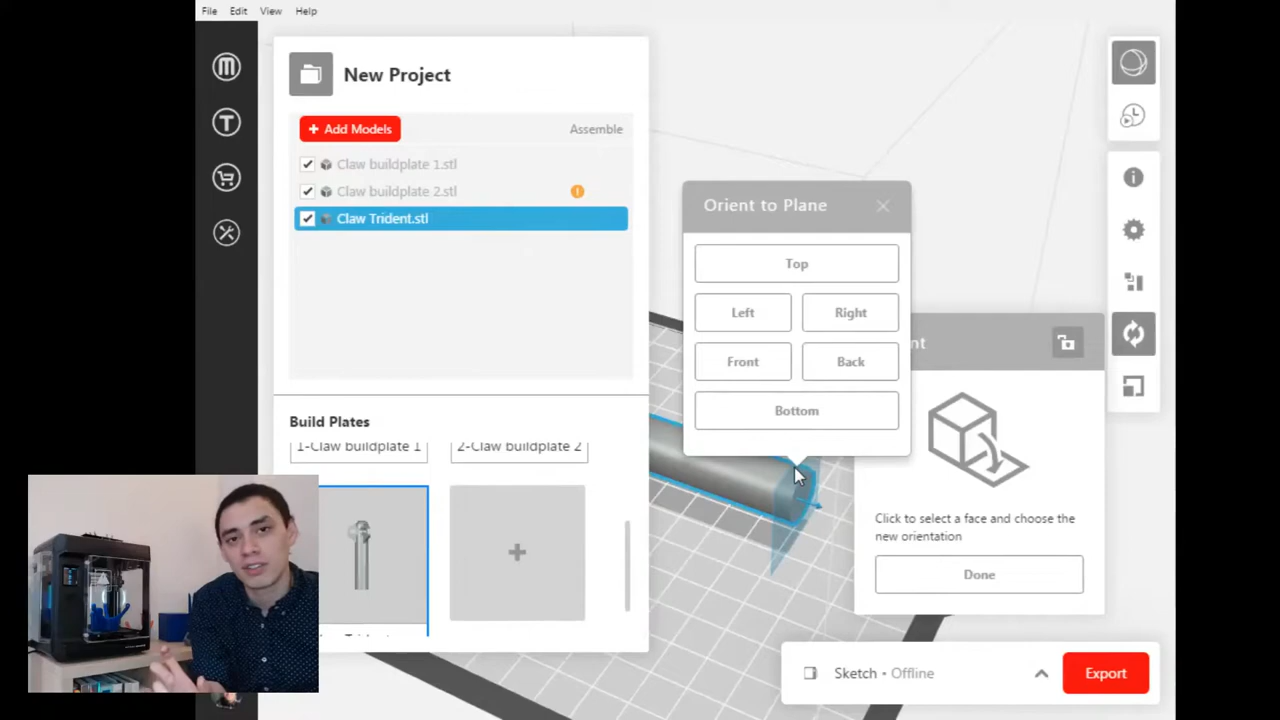 File Edit View Help
New Project
+ Add Models
Assemble
Claw buildplate 1.stl
Claw buildplate 2.stl
Claw Trident.stl
Build Plates
1-Claw buildplate 1
2-Claw buildplate 2
Orient to Plane
Top
Left
Right
Front
Back
Bottom
Click to select a face and choose the
new orientation
Done
Sketch • Offline
Export